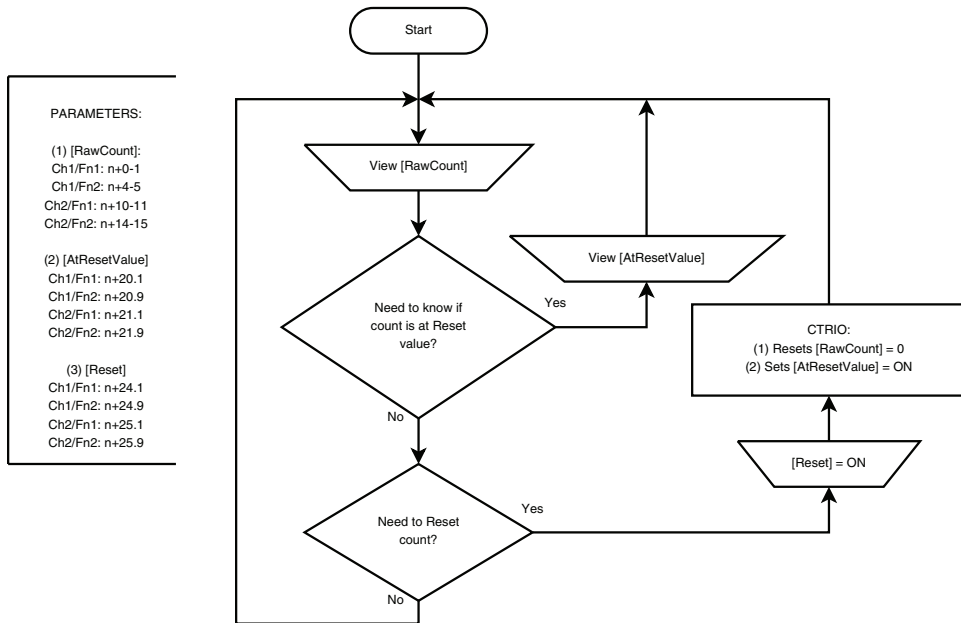 Start
PARAMETERS:
(1) [RawCount]:
Ch1/Fn1: n+0-1
Ch1/Fn2: n+4-5
Ch2/Fn1: n+10-11
Ch2/Fn2: n+14-15
(2) [AtResetValue]
Ch1/Fn1: n+20.1
Ch1/Fn2: n+20.9
Ch2/Fn1: n+21.1
Ch2/Fn2: n+21.9
(3) [Reset]
Ch1/Fn1: n+24.1
Ch1/Fn2: n+24.9
Ch2/Fn1: n+25.1
Ch2/Fn2: n+25.9
View [RawCount]
Need to know if
count is at Reset
value?
Yes
View [AtResetValue]
No
Need to Reset
count?
Yes
[Reset] = ON
CTRIO:
(1) Resets [RawCount] = 0
(2) Sets [AtResetValue] = ON
No